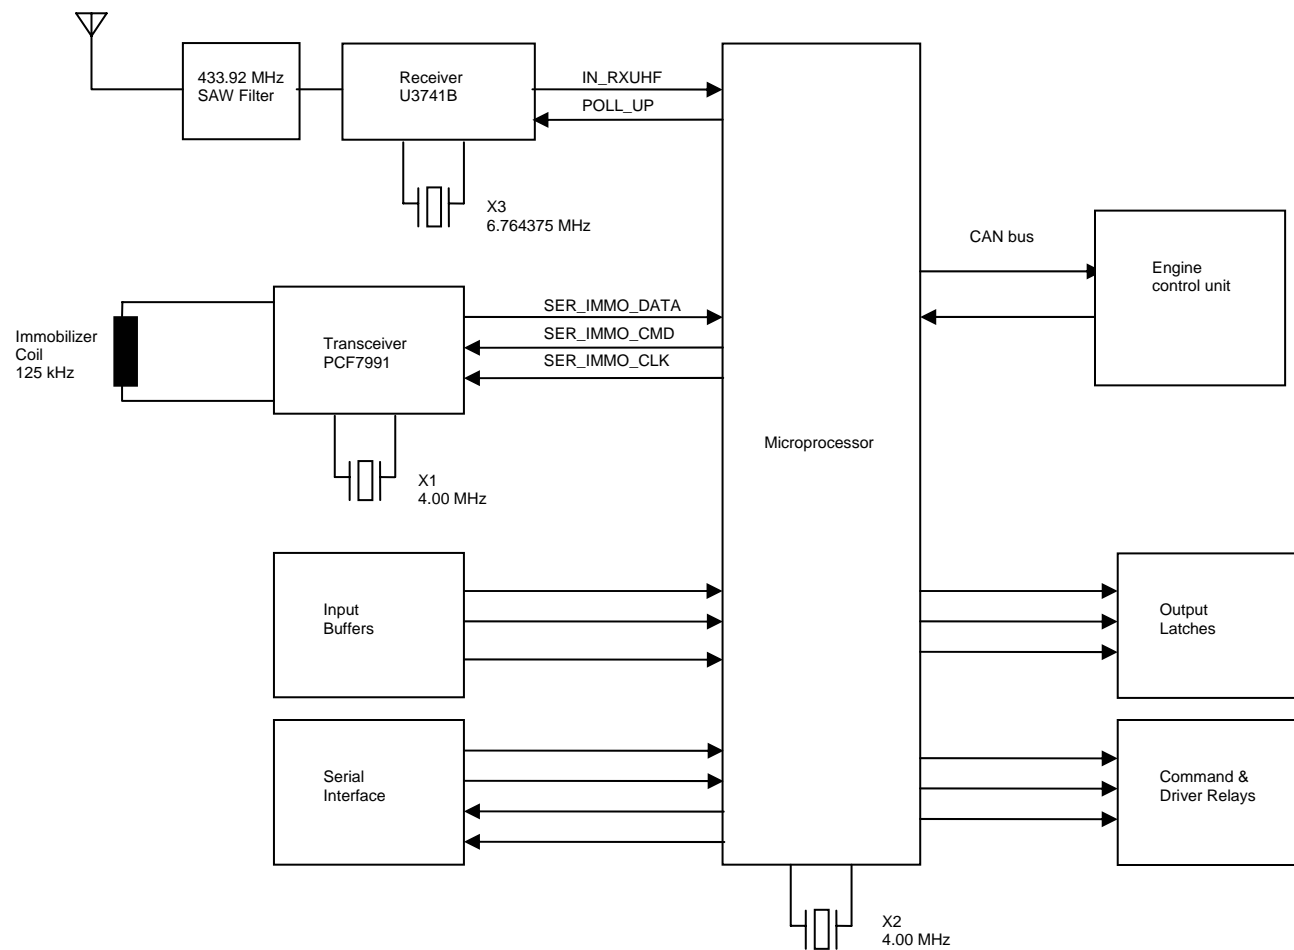 433.92 MHz
SAW Filter
Receiver
U3741B
IN_RXUHF
POLL_UP
X3
6.764375 MHz
CAN bus
Engine
control unit
Immobilizer
Coil
125 kHz
Transceiver
PCF7991
SER_IMMO_DATA
SER_IMMO_CMD
SER_IMMO_CLK
Microprocessor
X1
4.00 MHz
Input
Buffers
Output
Latches
Serial
Interface
Command &
Driver Relays
X2
4.00 MHz